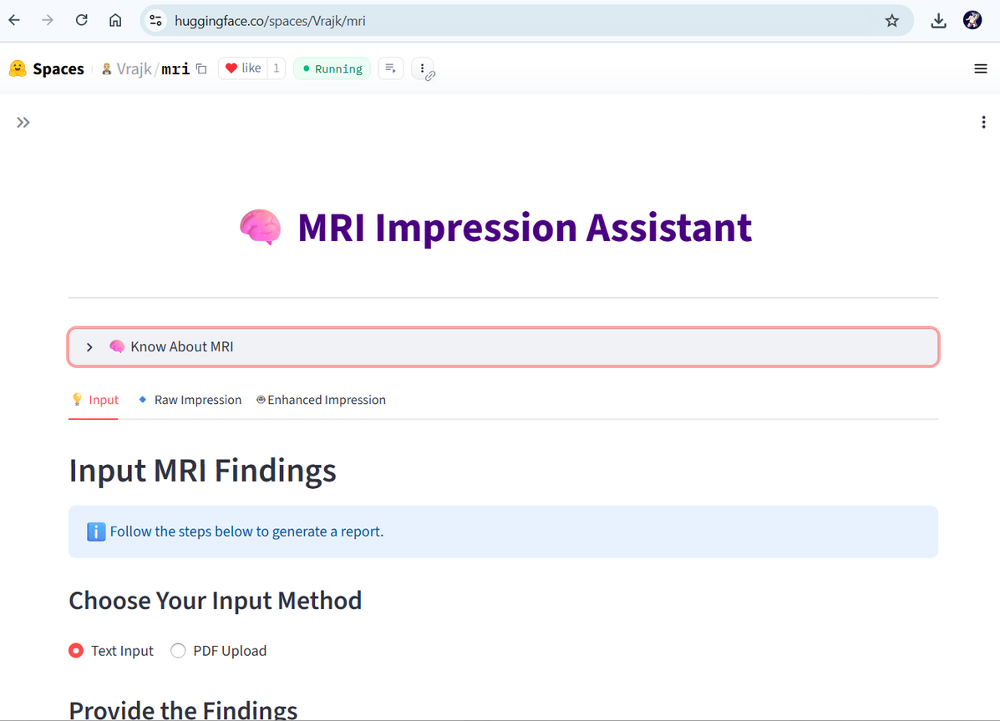 huggingface.co/spaces/Vrajk/mri
Spaces Vrajk/mri like 1 Running
MRI Impression Assistant
Know About MRI
Input Raw Impression Enhanced Impression
Input MRI Findings
Follow the steps below to generate a report.
Choose Your Input Method
Text Input PDF Upload
Provide the Findings